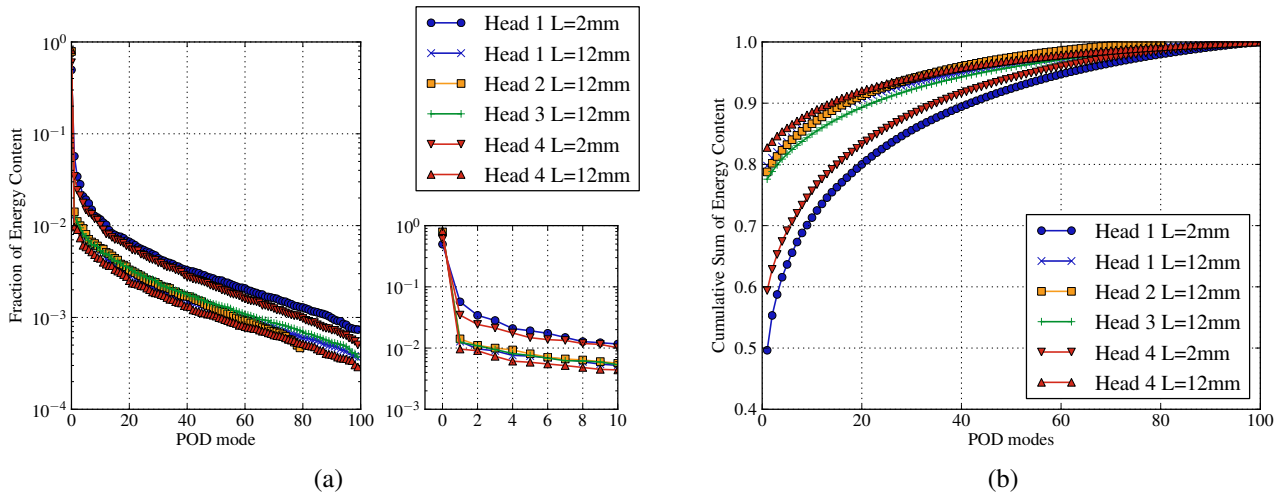 Head 1 L=2mm
Head 1 L=12mm
Head 2 L=12mm
Head 3 L=12mm
Head 4 L=2mm
Head 4 L=12mm
Fraction of Energy Content
10^0
10^-1
10^-2
10^-3
10^-4
0 20 40 60 80 100
POD mode
10^0
10^-1
10^-2
10^-3
0 2 4 6 8 10
(a)
Cumulative Sum of Energy Content
1.0
0.9
0.8
0.7
0.6
0.5
0.4
Head 1 L=2mm
Head 1 L=12mm
Head 2 L=12mm
Head 3 L=12mm
Head 4 L=2mm
Head 4 L=12mm
0 20 40 60 80 100
POD modes
(b)